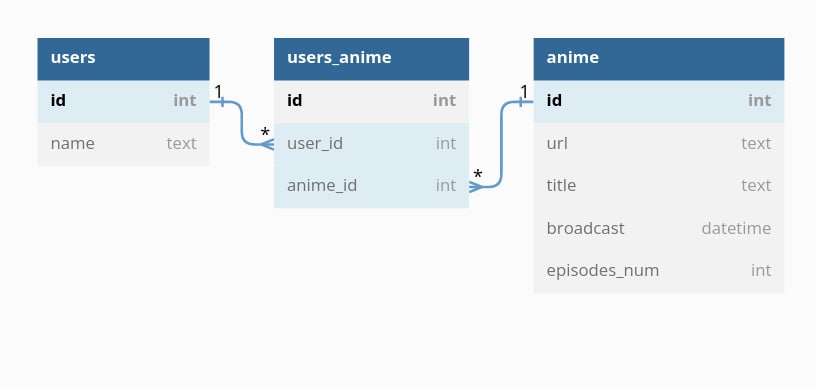 users
id int
name text
1
*
users_anime
id int
user_id int
anime_id int
*
1
anime
id int
url text
title text
broadcast datetime
episodes_num int